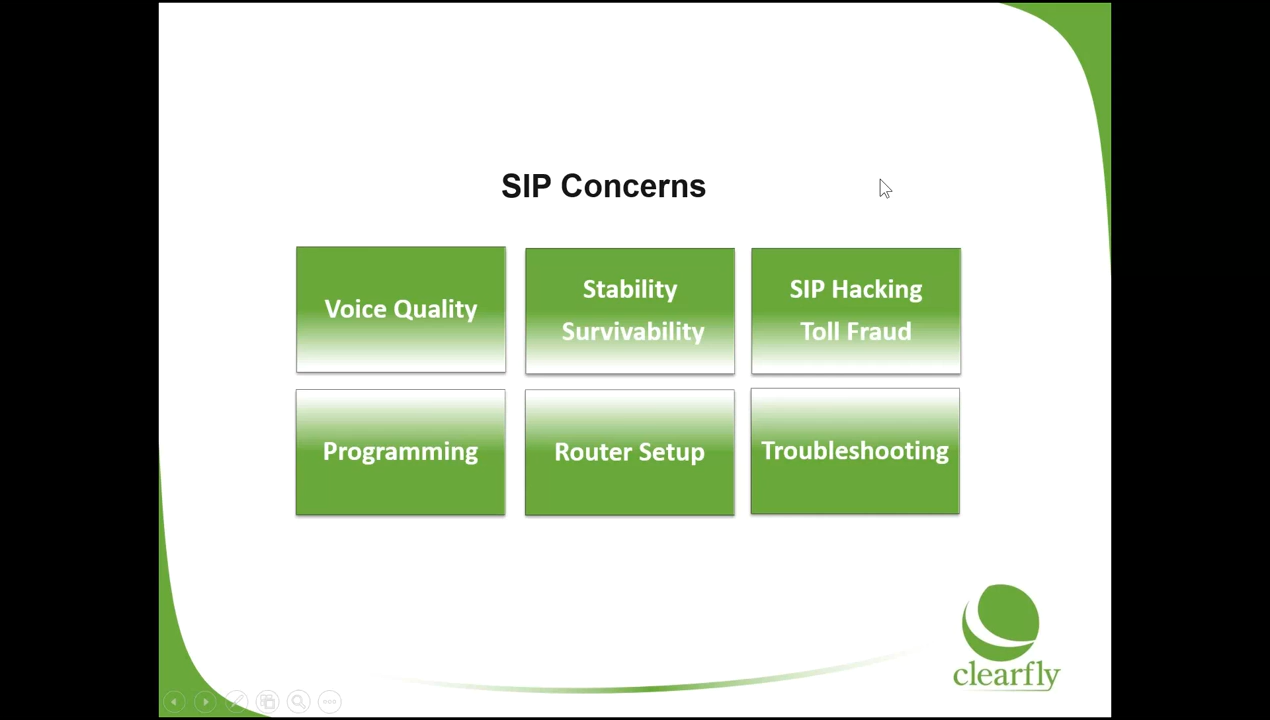 SIP Concerns
Voice Quality
Stability
Survivability
SIP Hacking
Toll Fraud
Programming
Router Setup
Troubleshooting
clearfly